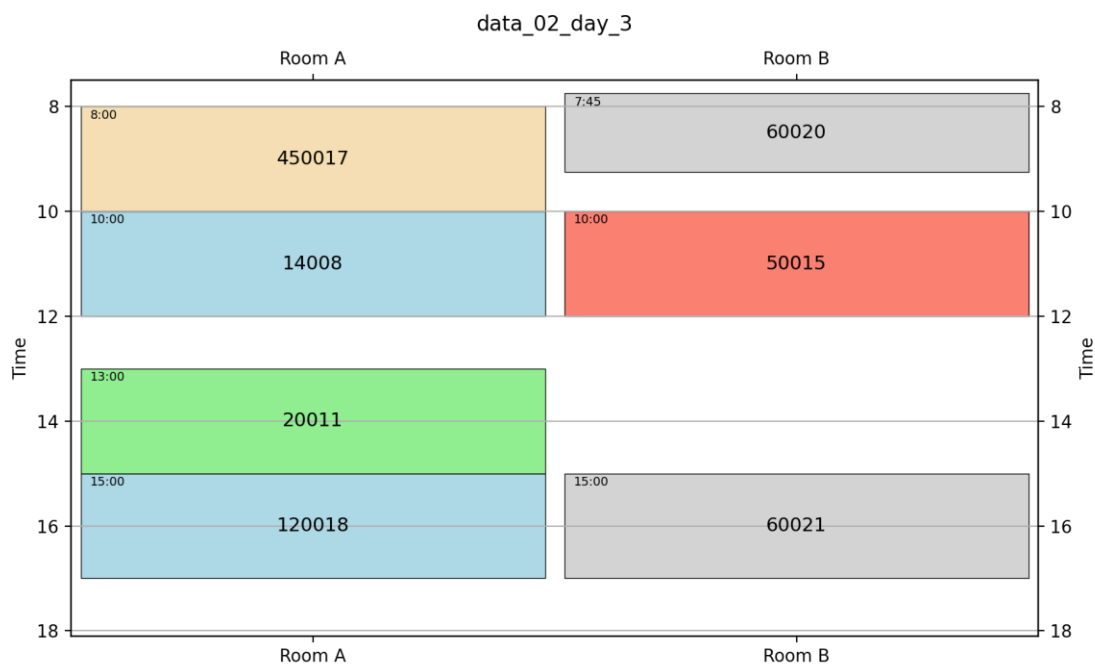 data_02_day_3
Room A Room B
8 8:00 7:45 8
450017 60020
10 10:00 10:00 10
14008 50015
12 12
Time Time
13:00
20011
14 14
15:00 15:00
120018 60021
16 16
18 18
Room A Room B